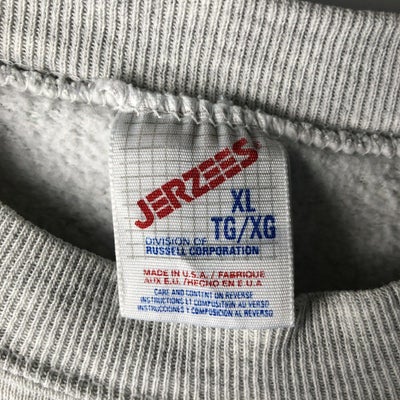 JERZEES
XL
TG/XG
DIVISION OF
RUSSELL CORPORATION
MADE IN U.S.A. / FABRIQUE
AUX E.U. / HECHO EN E.U.A
CARE AND CONTENT ON REVERSE
INSTRUCTIONS ET COMPOSITION AU VERSO
INSTRUCCIONES Y COMPOSICION AL REVERSO